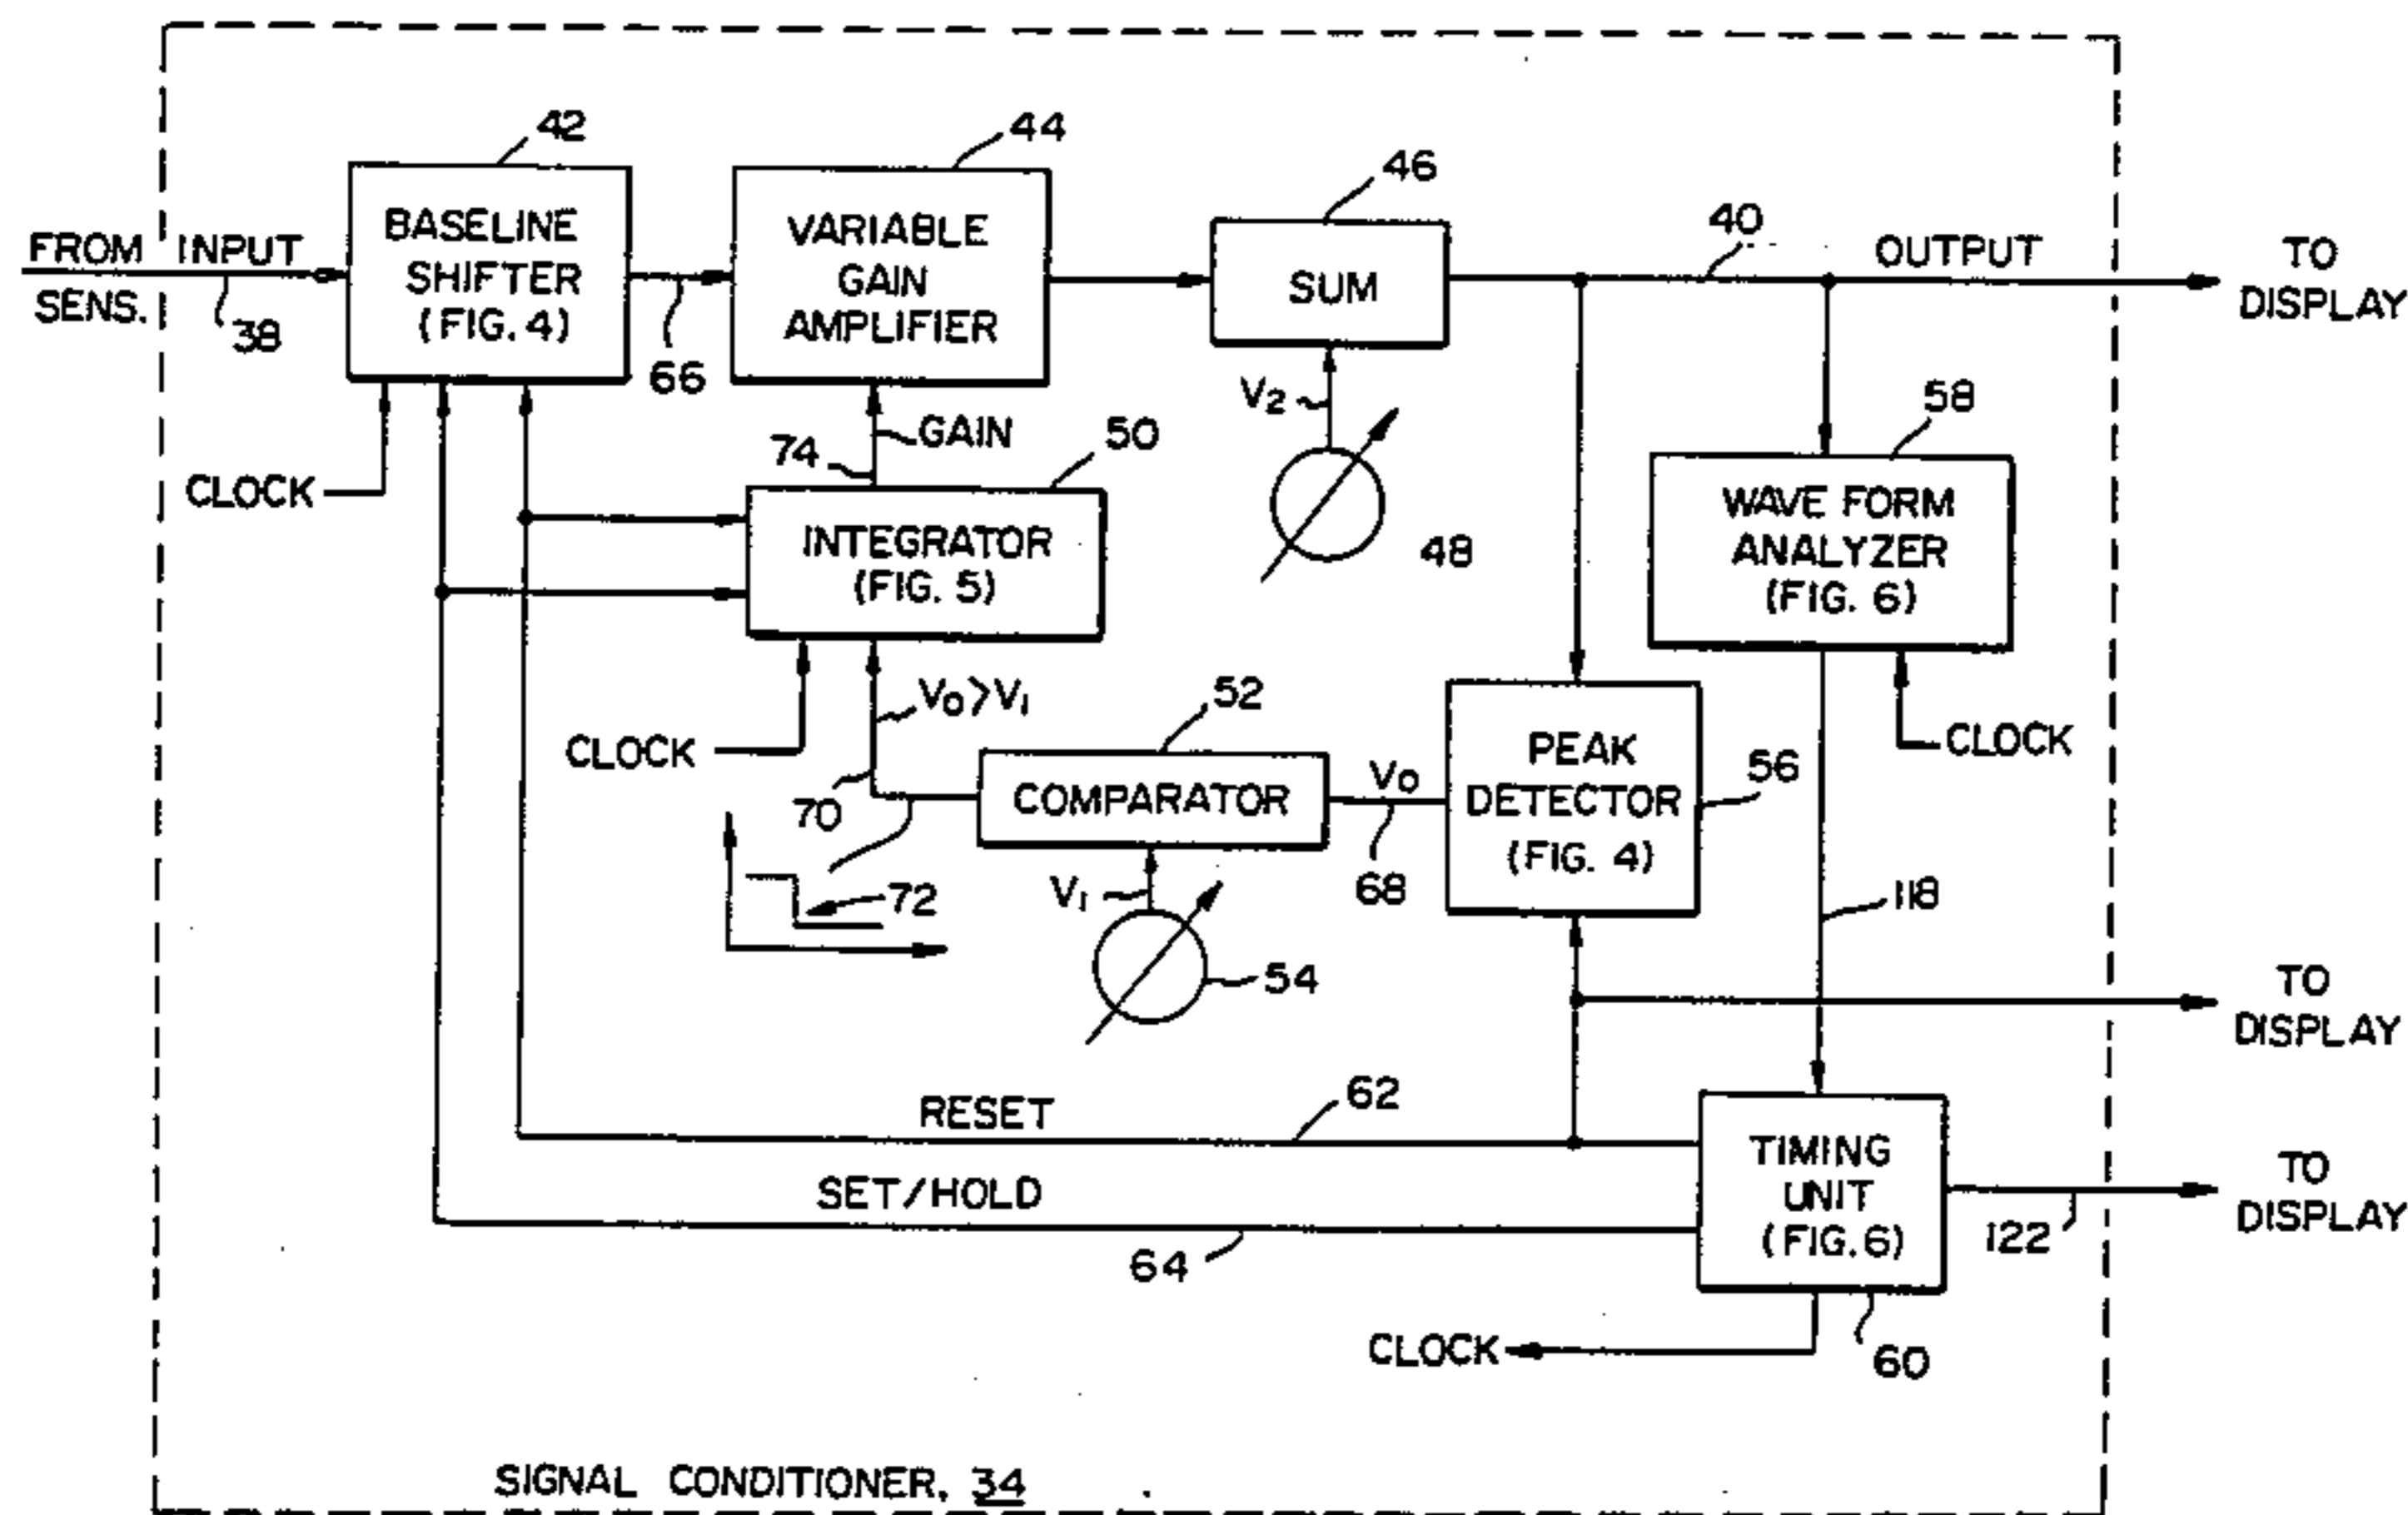 42
44
46
40
FROM INPUT
SENS.
38
BASELINE
SHIFTER
(FIG. 4)
66
VARIABLE
GAIN
AMPLIFIER
SUM
OUTPUT
TO
DISPLAY
V2
48
58
CLOCK
74
GAIN
50
INTEGRATOR
(FIG. 5)
WAVE FORM
ANALYZER
(FIG. 6)
CLOCK
V0>V1
CLOCK
70
52
COMPARATOR
V0
68
PEAK
DETECTOR
(FIG. 4)
56
72
V1
54
118
TO
DISPLAY
RESET
62
SET/HOLD
64
TIMING
UNIT
(FIG.6)
122
TO
DISPLAY
CLOCK
60
SIGNAL CONDITIONER, 34